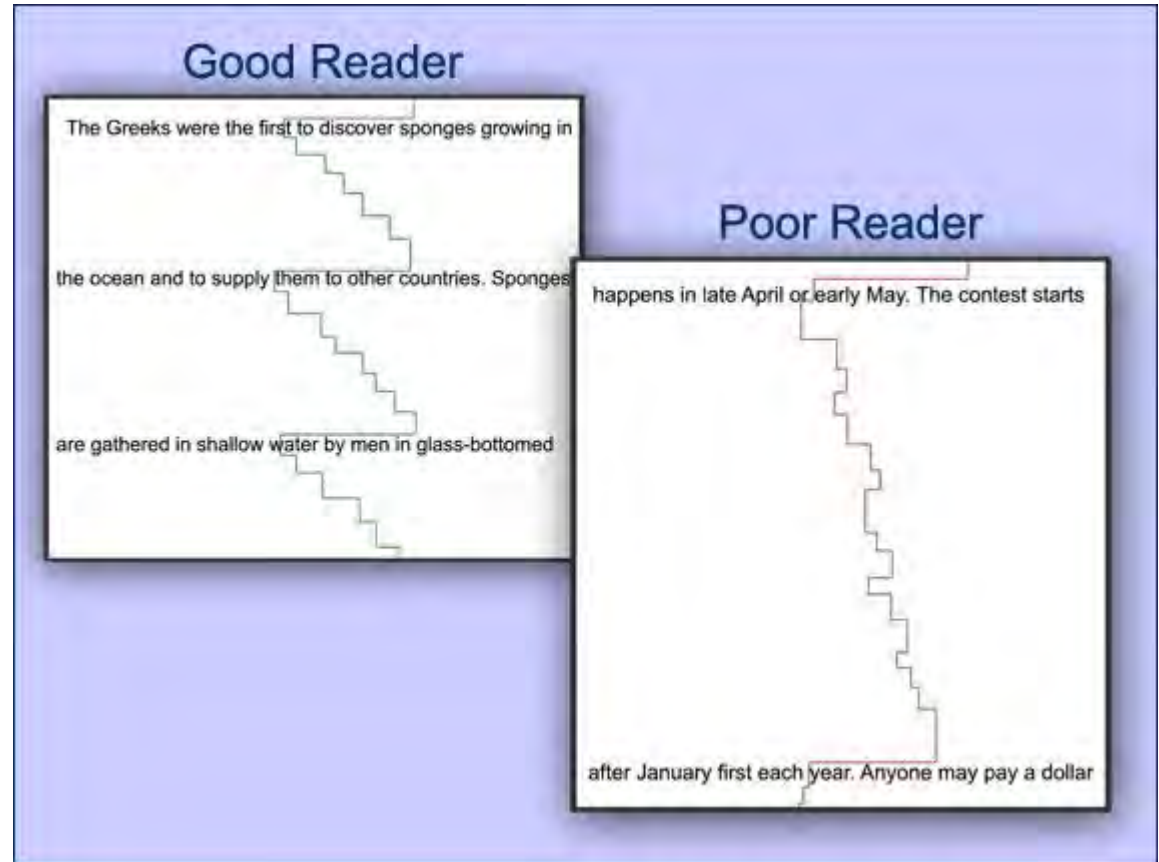 Good Reader
The Greeks were the first to discover sponges growing in
the ocean and to supply them to other countries. Sponges
are gathered in shallow water by men in glass-bottomed
Poor Reader
happens in late April or early May. The contest starts
after January first each year. Anyone may pay a dollar